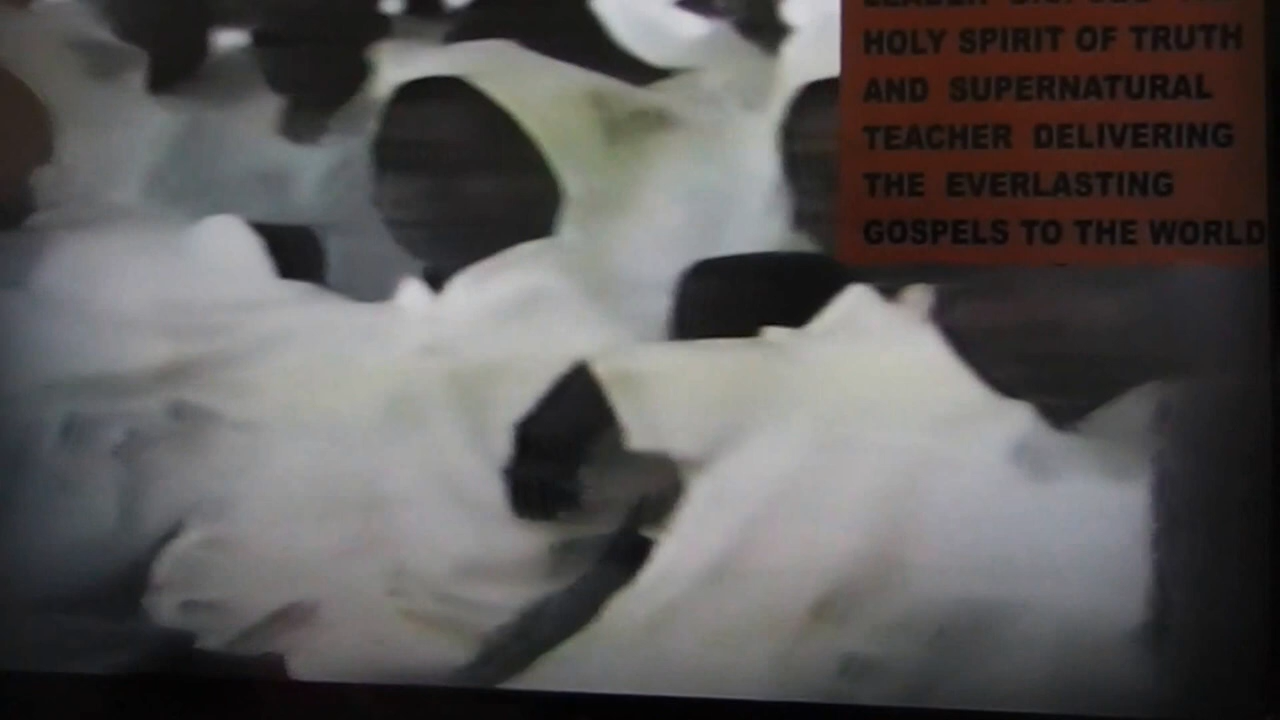 HOLY SPIRIT OF TRUTH
AND SUPERNATURAL
TEACHER DELIVERING
THE EVERLASTING
GOSPELS TO THE WORLD